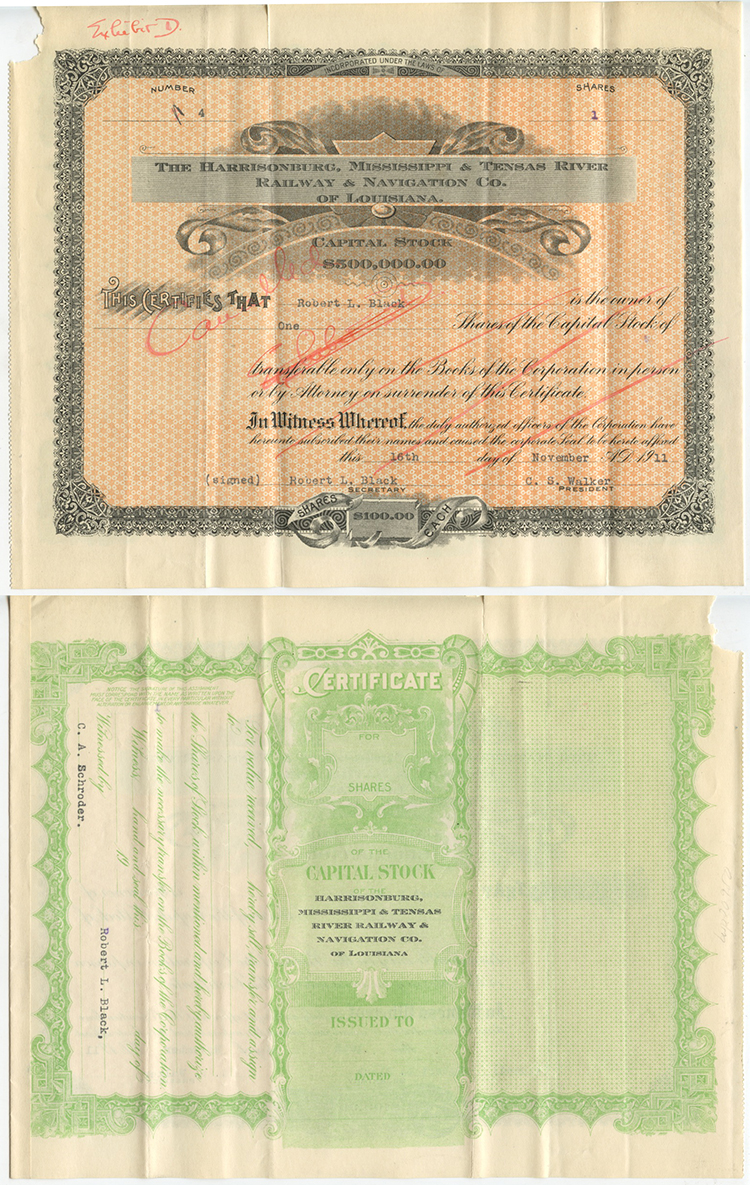 Exhibit D.
INCORPORATED UNDER THE LAWS OF
NUMBER
4
SHARES
1
THE HARRISONBURG, MISSISSIPPI & TENSAS RIVER
RAILWAY & NAVIGATION CO.
OF LOUISIANA.
CAPITAL STOCK
$500,000.00
Cancelled
THIS CERTIFIES THAT Robert L. Black is the owner of
One Shares of the Capital Stock of
transferable only on the Books of the Corporation in person
or by Attorney on surrender of this Certificate.
In Witness Whereof, the duly authorized officers of the Corporation have
hereunto subscribed their names and caused the corporate Seal to be hereto affixed
this 16th day of November A.D. 1911
(signed) Robert L. Black C. S. Walker
SECRETARY PRESIDENT
SHARES $100.00 EACH
CERTIFICATE
FOR
SHARES
OF THE
CAPITAL STOCK
OF THE
HARRISONBURG,
MISSISSIPPI & TENSAS
RIVER RAILWAY &
NAVIGATION CO.
OF LOUISIANA
ISSUED TO
DATED
For value received, hereby sell, transfer and assign
to
the Shares of Stock within mentioned and hereby authorize
to make the necessary transfer on the Books of the Corporation
Witness hand and seal this day of
19
Witnessed by
Robert L. Black,
C. A. Schroder.